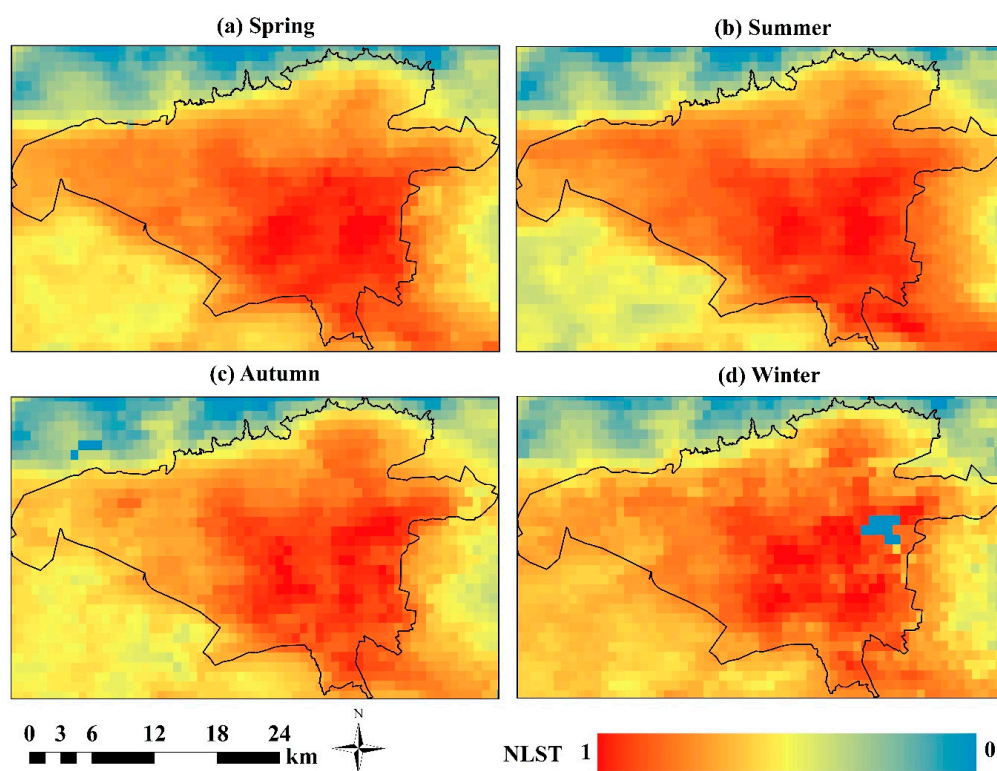 (a) Spring
(b) Summer
(c) Autumn
(d) Winter
0 3 6 12 18 24
km
N
NLST 1 0